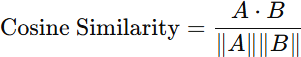 Cosine Similarity = A · B / ‖A‖‖B‖